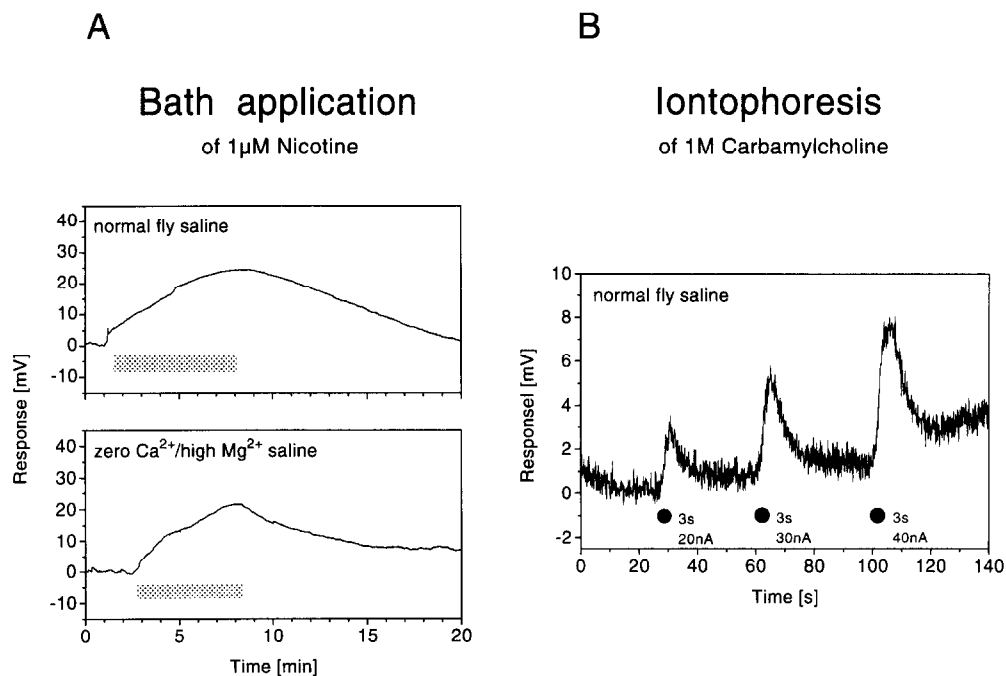 A
Bath application
of 1µM Nicotine
normal fly saline
40
30
20
10
0
-10
zero Ca²⁺/high Mg²⁺ saline
40
30
20
10
0
-10
0 5 10 15 20
Time [min]
Response [mV]
B
Iontophoresis
of 1M Carbamylcholine
normal fly saline
10
8
6
4
2
0
-2
3s 3s 3s
20nA 30nA 40nA
0 20 40 60 80 100 120 140
Time [s]
Responsel [mV]